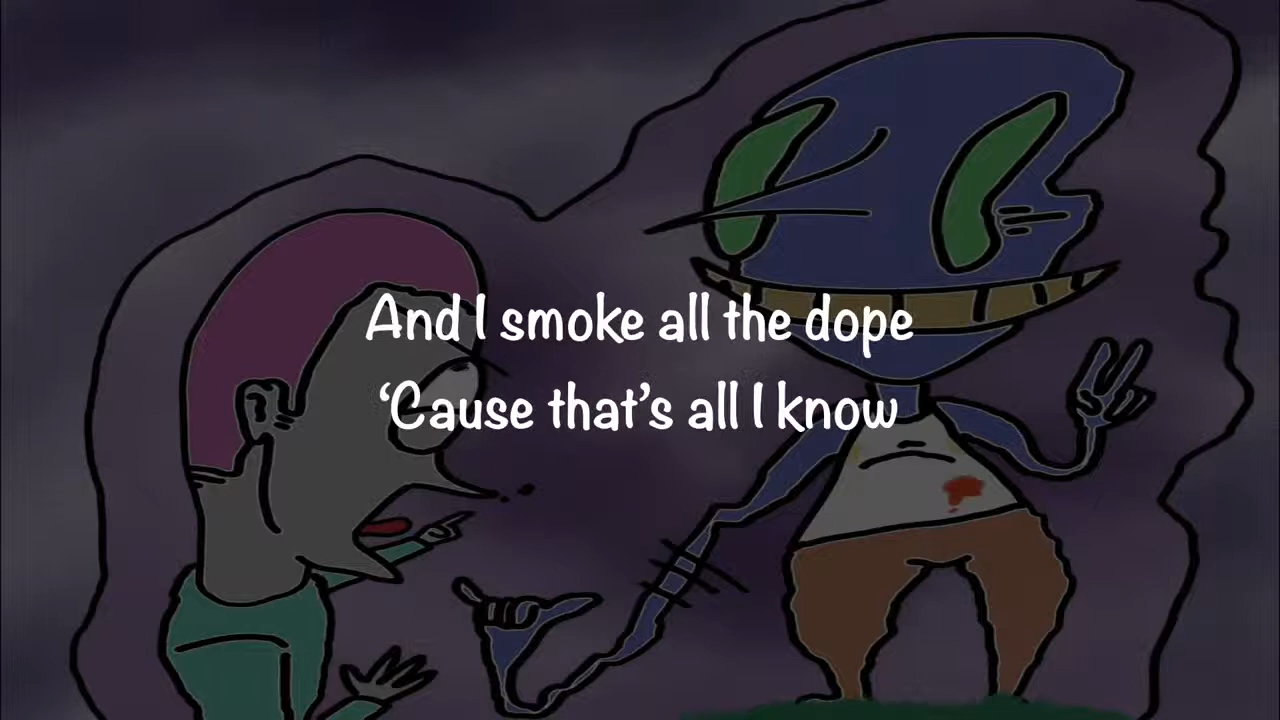 And I smoke all the dope
‘Cause that’s all I know